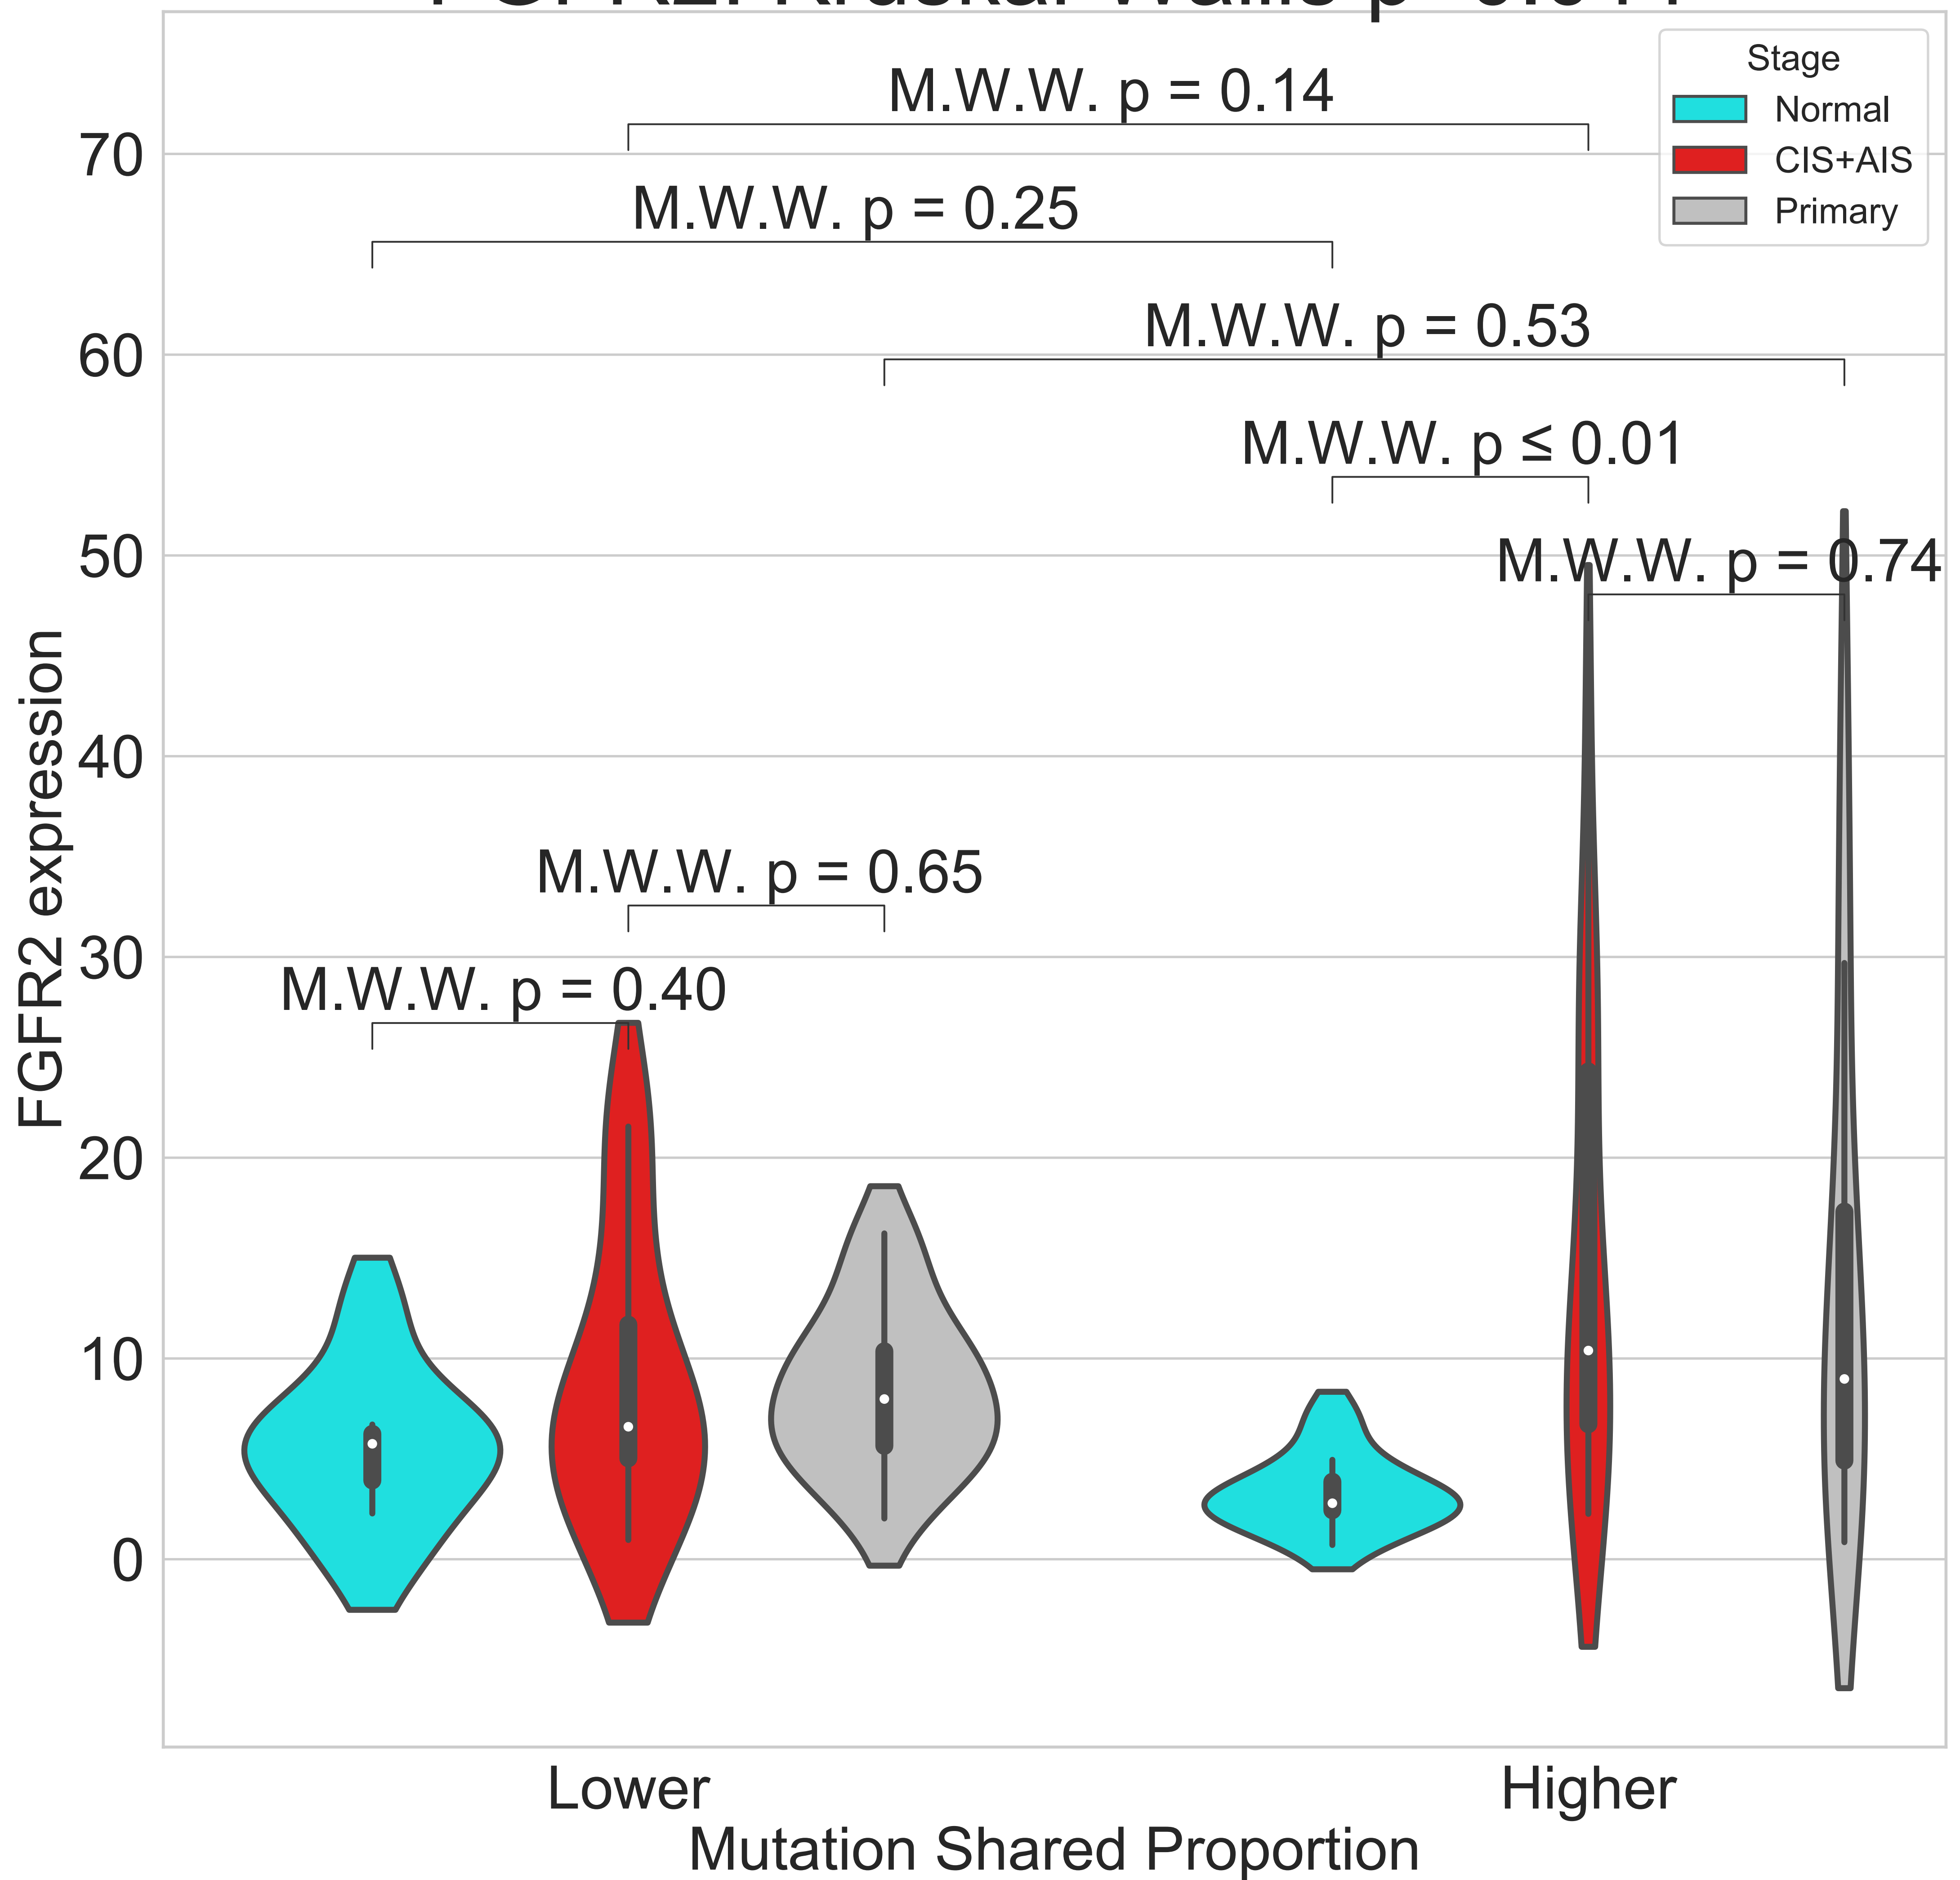 Stage
Normal
CIS+AIS
Primary
M.W.W. p = 0.14
M.W.W. p = 0.25
M.W.W. p = 0.53
M.W.W. p ≤ 0.01
M.W.W. p = 0.74
M.W.W. p = 0.65
M.W.W. p = 0.40
70
60
50
40
30
20
10
0
FGFR2 expression
Lower
Higher
Mutation Shared Proportion